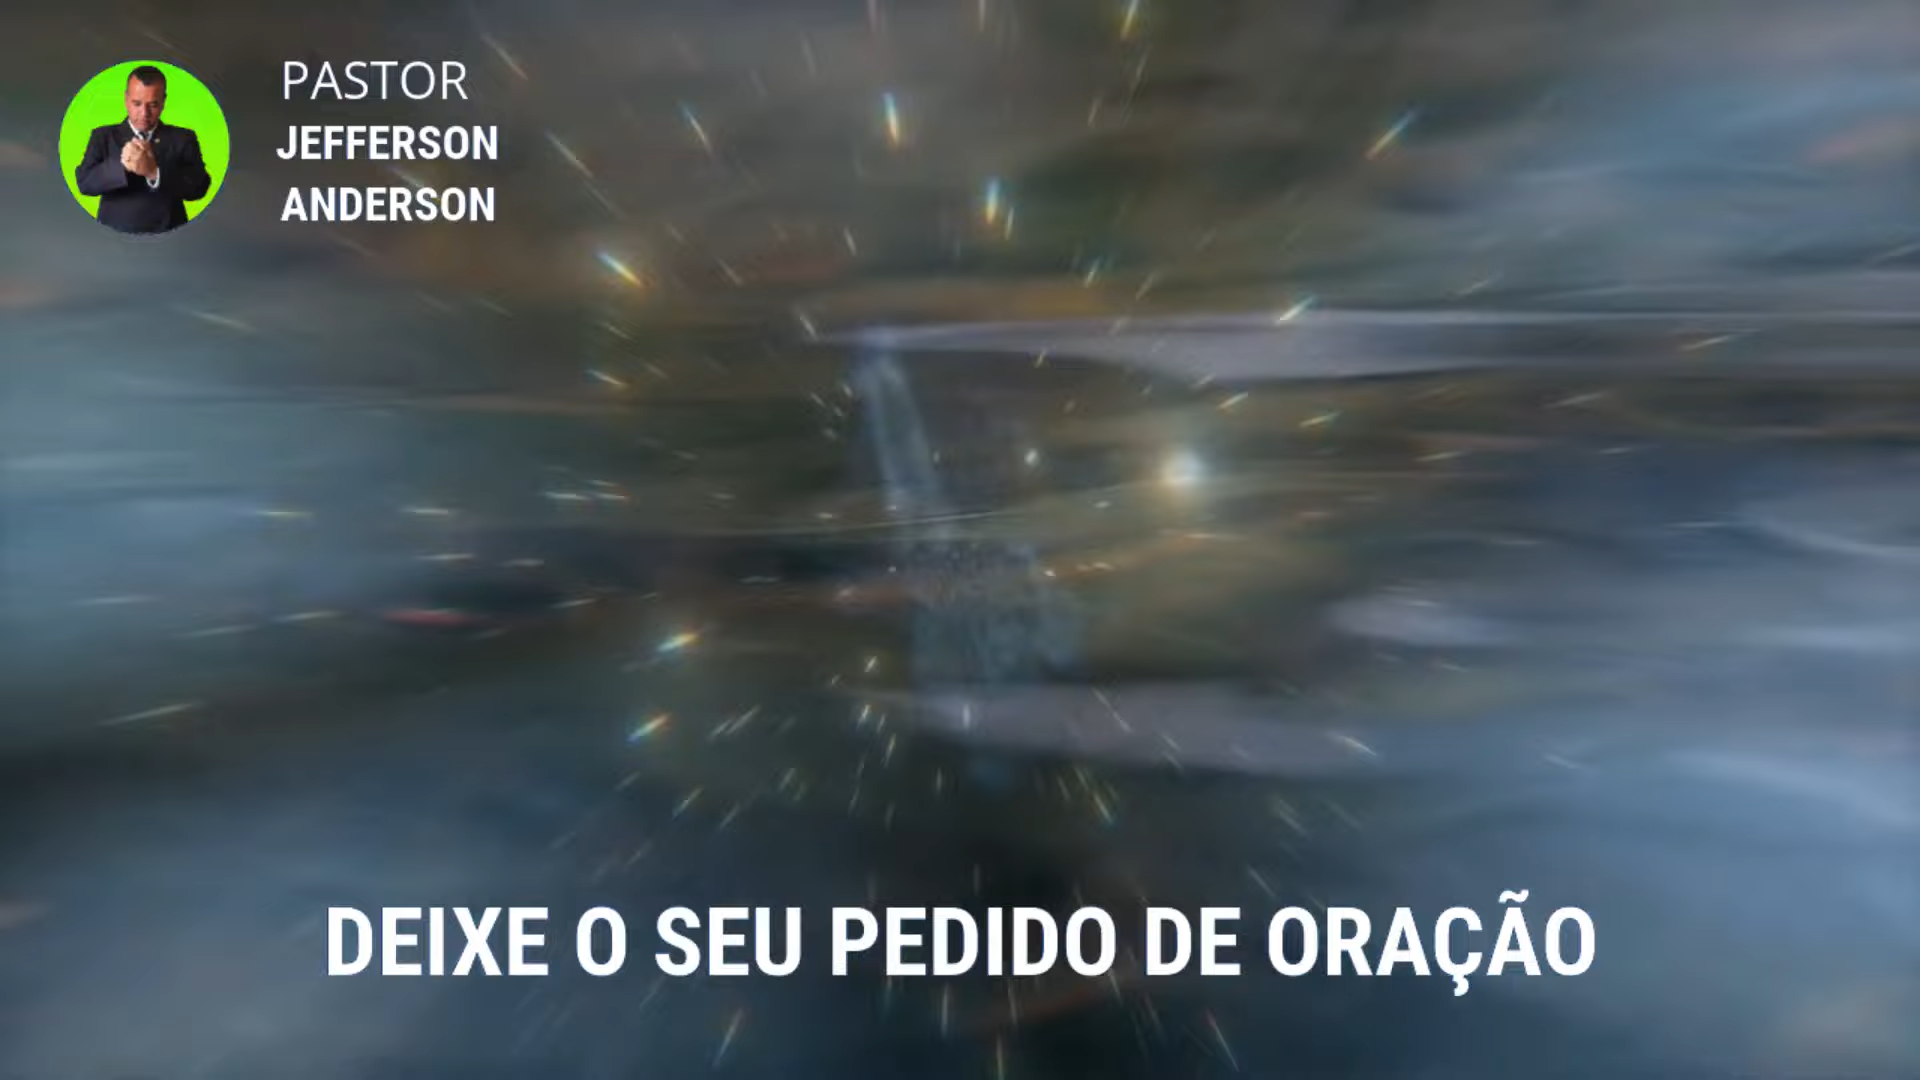 PASTOR
JEFFERSON
ANDERSON
DEIXE O SEU PEDIDO DE ORAÇÃO